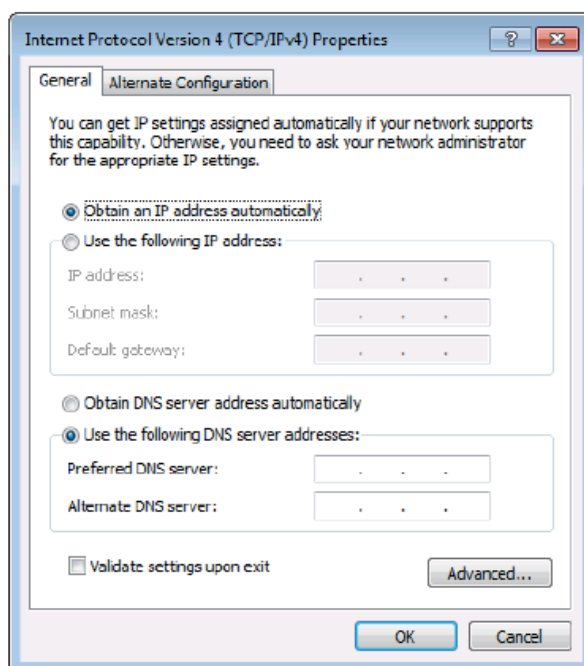 Internet Protocol Version 4 (TCP/IPv4) Properties
General
Alternate Configuration
You can get IP settings assigned automatically if your network supports
this capability. Otherwise, you need to ask your network administrator
for the appropriate IP settings.
Obtain an IP address automatically
Use the following IP address:
IP address:
Subnet mask:
Default gateway:
Obtain DNS server address automatically
Use the following DNS server addresses:
Preferred DNS server:
Alternate DNS server:
Validate settings upon exit
Advanced...
OK
Cancel